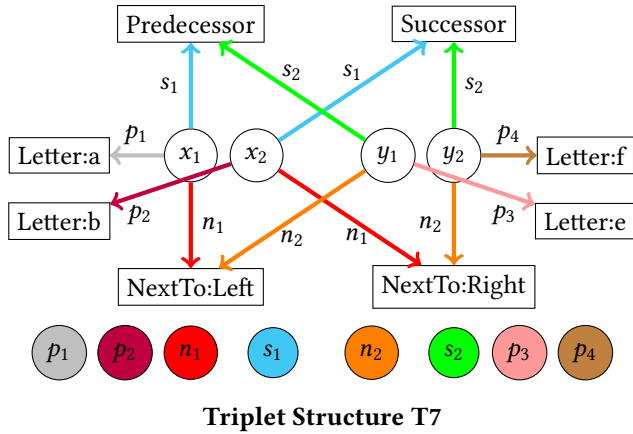 Predecessor Successor
s₁ s₂ s₁ s₂
Letter:a p₁ x₁ x₂ y₁ y₂ p₄ Letter:f
Letter:b p₂ p₃ Letter:e
n₁ n₂ n₁ n₂
NextTo:Left NextTo:Right
p₁ p₂ n₁ s₁ n₂ s₂ p₃ p₄
Triplet Structure T7